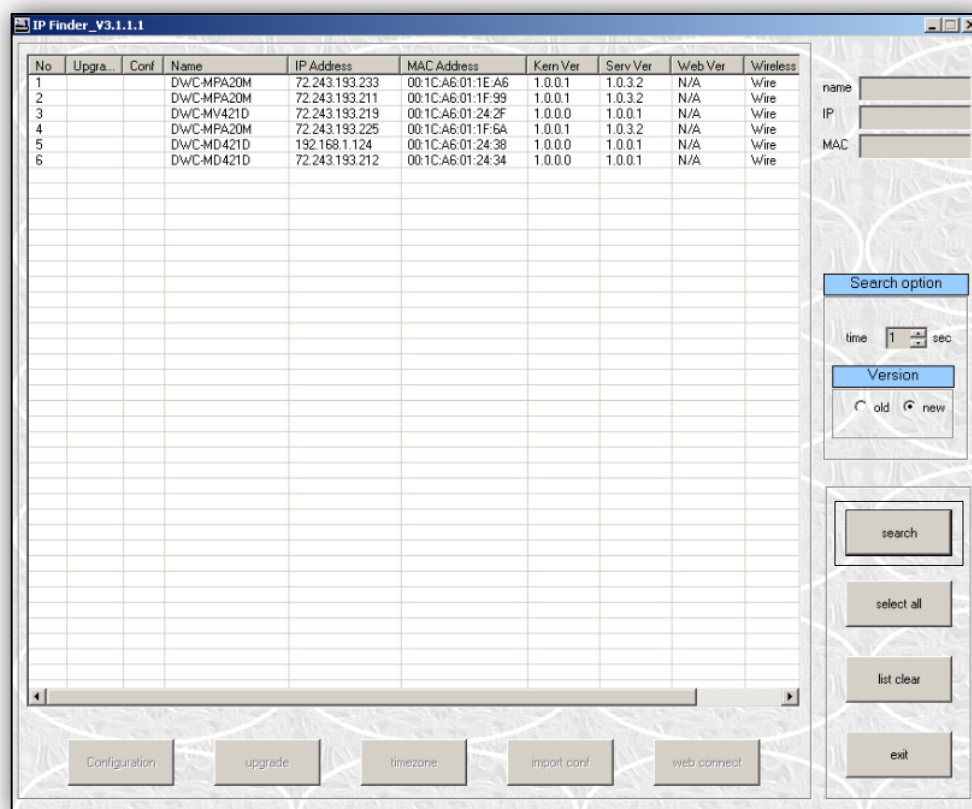 IP Finder_V3.1.1.1
No Upgra... Conf Name IP Address MAC Address Kern Ver Serv Ver Web Ver Wireless
1 DWC-MPA20M 72.243.193.233 00:1C:A6:01:1E:A6 1.0.0.1 1.0.3.2 N/A Wire
2 DWC-MPA20M 72.243.193.211 00:1C:A6:01:1F:99 1.0.0.1 1.0.3.2 N/A Wire
3 DWC-MV421D 72.243.193.219 00:1C:A6:01:24:2F 1.0.0.0 1.0.0.1 N/A Wire
4 DWC-MPA20M 72.243.193.225 00:1C:A6:01:1F:6A 1.0.0.1 1.0.3.2 N/A Wire
5 DWC-MD421D 192.168.1.124 00:1C:A6:01:24:38 1.0.0.0 1.0.0.1 N/A Wire
6 DWC-MD421D 72.243.193.212 00:1C:A6:01:24:34 1.0.0.0 1.0.0.1 N/A Wire
name
IP
MAC
Search option
time 1 sec
Version
old new
search
select all
list clear
exit
Configuration upgrade timezone import conf web connect